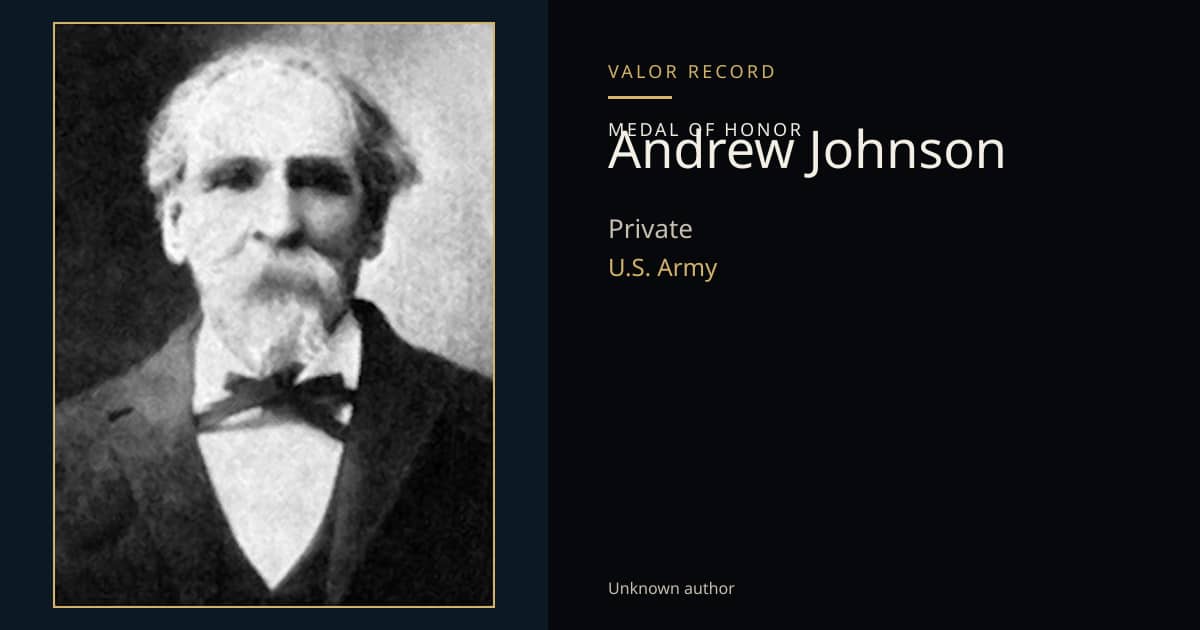 VALOR RECORD
MEDAL OF HONOR
Andrew Johnson
Private
U.S. Army
Unknown author